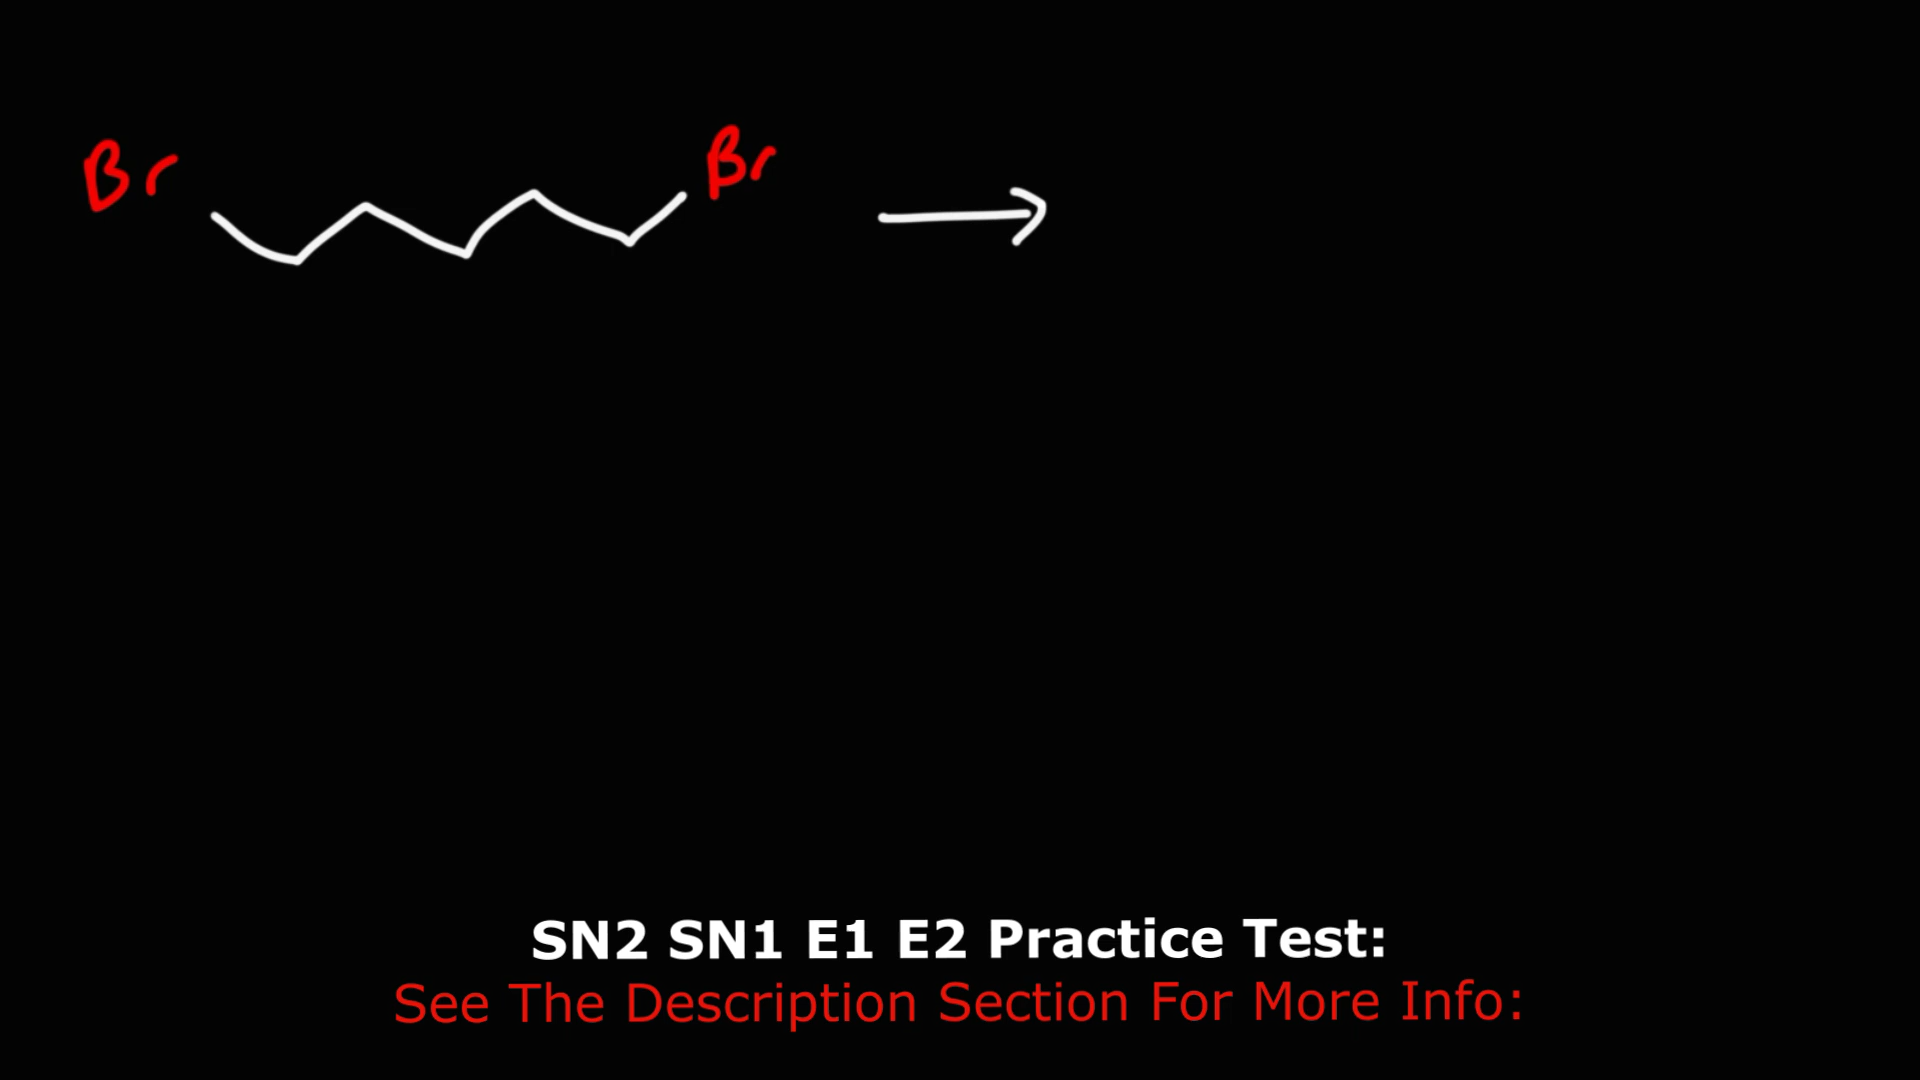 Br Br
SN2 SN1 E1 E2 Practice Test:
See The Description Section For More Info: